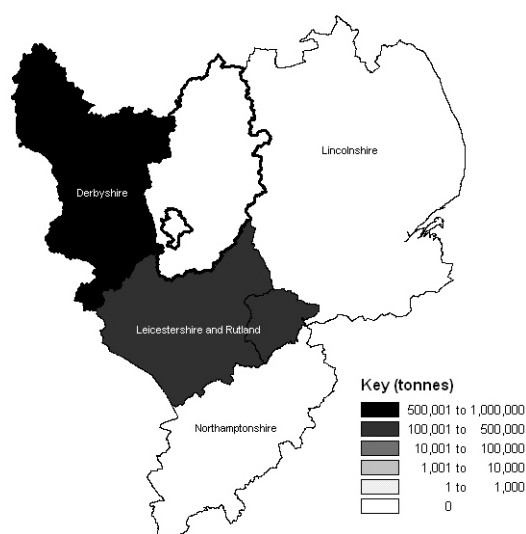 Lincolnshire
Derbyshire
Leicestershire and Rutland
Northamptonshire
Key (tonnes)
500,001 to 1,000,000
100,001 to 500,000
10,001 to 100,000
1,001 to 10,000
1 to 1,000
0